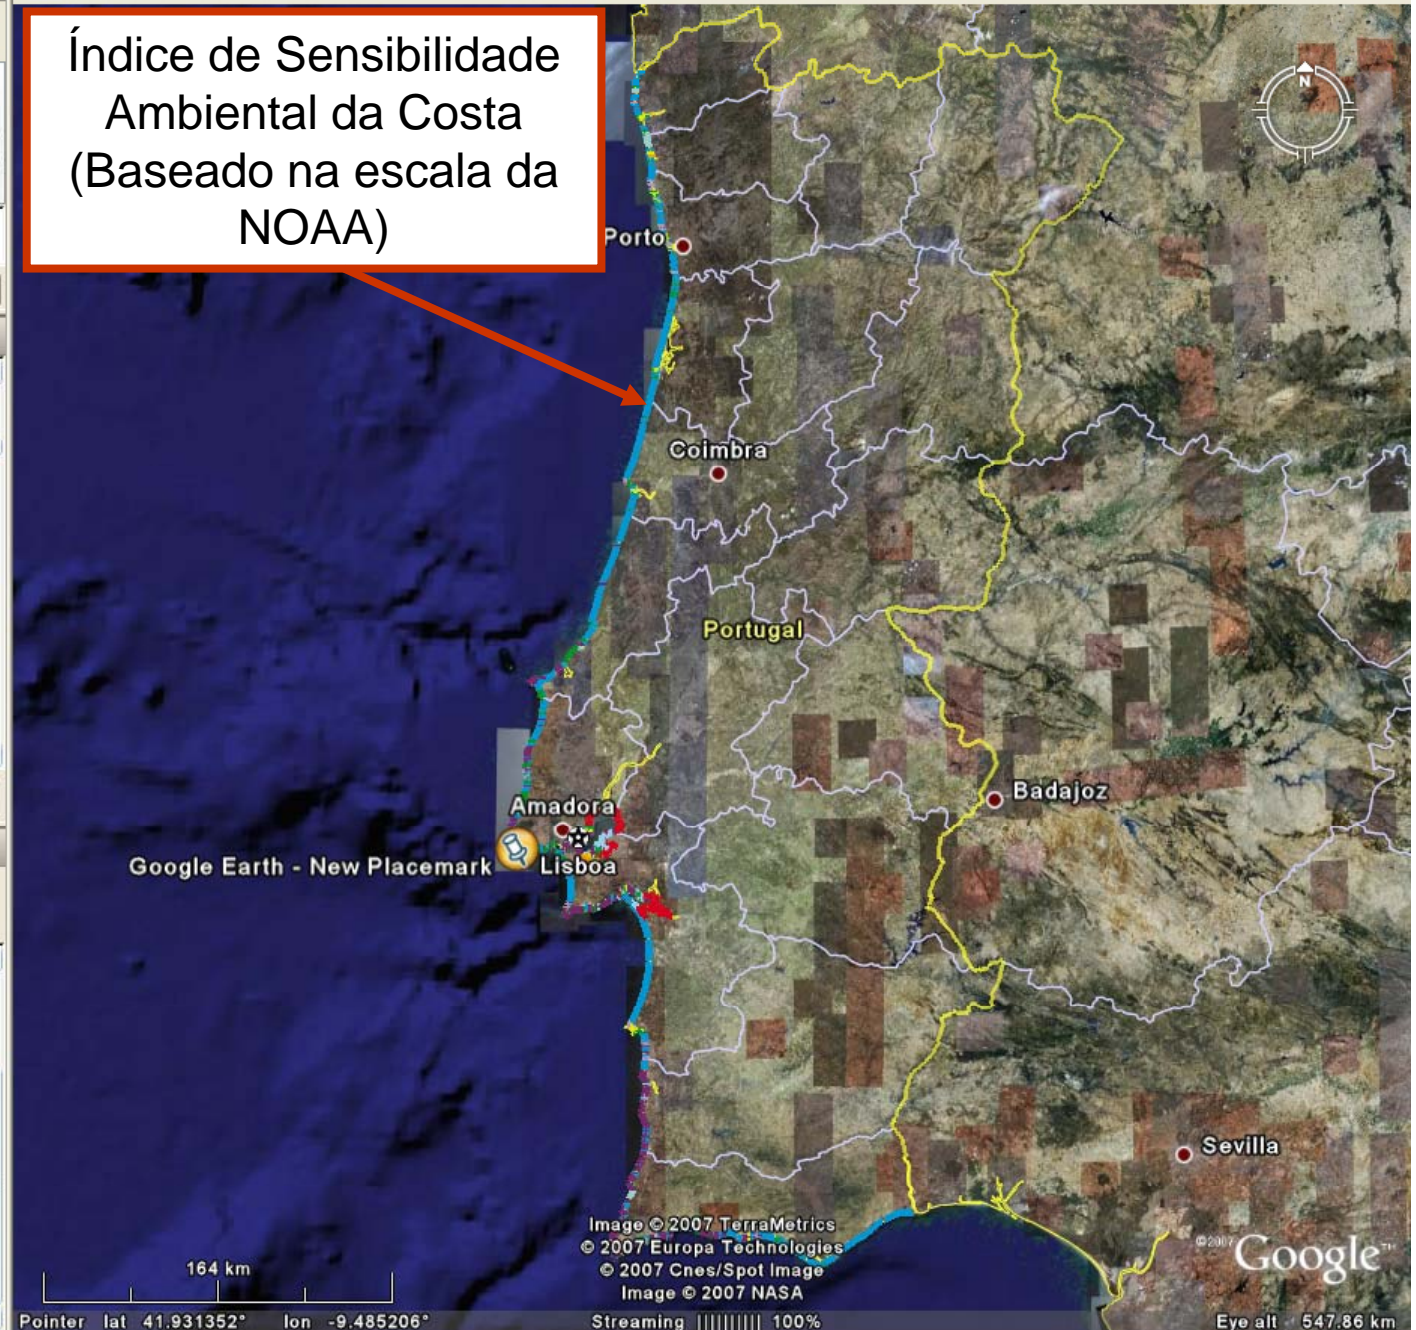 Índice de Sensibilidade
Ambiental da Costa
(Baseado na escala da
NOAA)
N
Porto
Coimbra
Portugal
Badajoz
Amadora
Google Earth - New Placemark
Lisboa
Sevilla
Image © 2007 TerraMetrics
© 2007 Europa Technologies
© 2007 Cnes/Spot Image
Image © 2007 NASA
©2007 Google™
164 km
Pointer lat 41.931352° lon -9.485206° Streaming |||||||||| 100% Eye alt 547.86 km